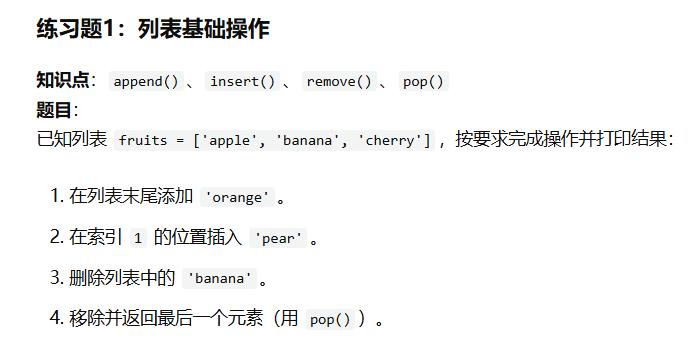 练习题1：列表基础操作
知识点：append()、insert()、remove()、pop()
题目：
已知列表 fruits = ['apple', 'banana', 'cherry']，按要求完成操作并打印结果：
1. 在列表末尾添加 'orange'。
2. 在索引 1 的位置插入 'pear'。
3. 删除列表中的 'banana'。
4. 移除并返回最后一个元素（用 pop()）。